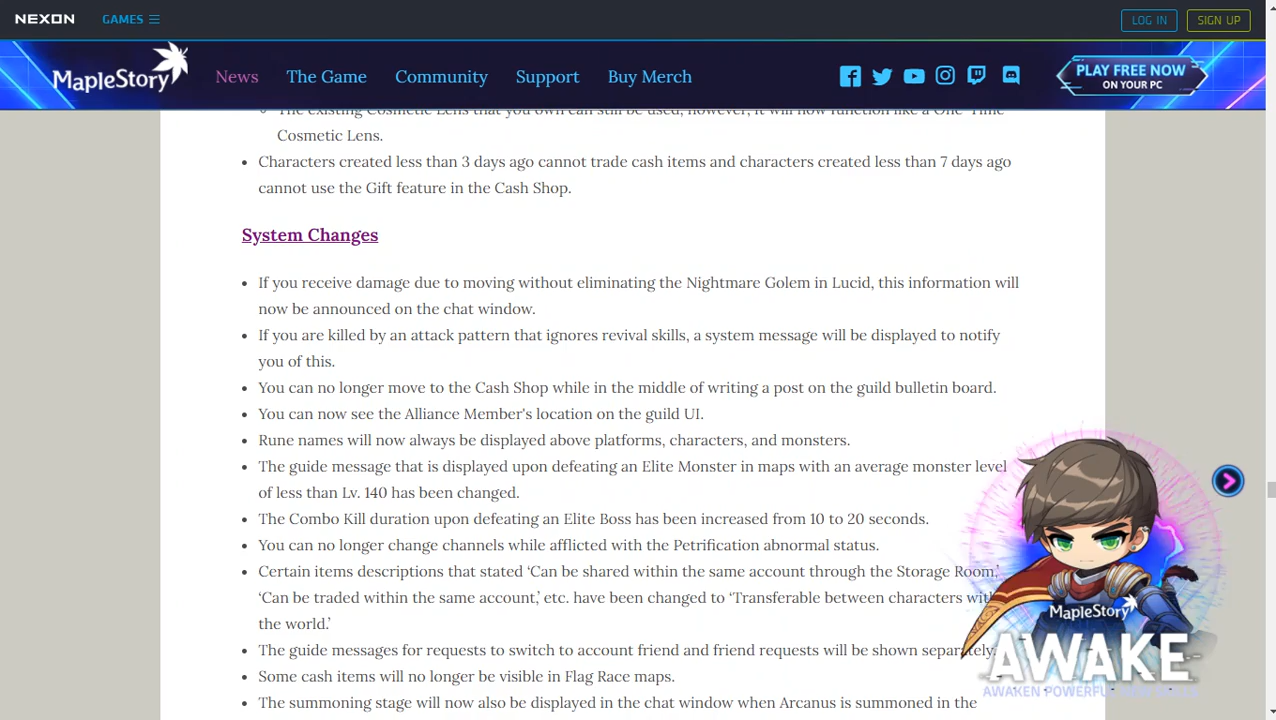 NEXON GAMES LOG IN SIGN UP
MapleStory News The Game Community Support Buy Merch PLAY FREE NOW
ON YOUR PC
The existing Cosmetic Lens that you own can still be used; however, it will now function like a One-Time
Cosmetic Lens.
Characters created less than 3 days ago cannot trade cash items and characters created less than 7 days ago
cannot use the Gift feature in the Cash Shop.
System Changes
If you receive damage due to moving without eliminating the Nightmare Golem in Lucid, this information will
now be announced on the chat window.
If you are killed by an attack pattern that ignores revival skills, a system message will be displayed to notify
you of this.
You can no longer move to the Cash Shop while in the middle of writing a post on the guild bulletin board.
You can now see the Alliance Member's location on the guild UI.
Rune names will now always be displayed above platforms, characters, and monsters.
The guide message that is displayed upon defeating an Elite Monster in maps with an average monster level
of less than Lv. 140 has been changed.
The Combo Kill duration upon defeating an Elite Boss has been increased from 10 to 20 seconds.
You can no longer change channels while afflicted with the Petrification abnormal status.
Certain items descriptions that stated ‘Can be shared within the same account through the Storage Room,’
‘Can be traded within the same account,’ etc. have been changed to ‘Transferable between characters with
the world.’
The guide messages for requests to switch to account friend and friend requests will be shown separately.
Some cash items will no longer be visible in Flag Race maps.
The summoning stage will now also be displayed in the chat window when Arcanus is summoned in the
MapleStory
AWAKE
AWAKEN POWERFUL NEW SKILLS